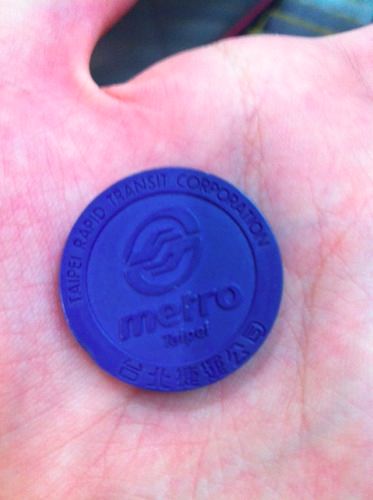 TAIPEI RAPID TRANSIT CORPORATION
metro
Taipei
台北捷運公司